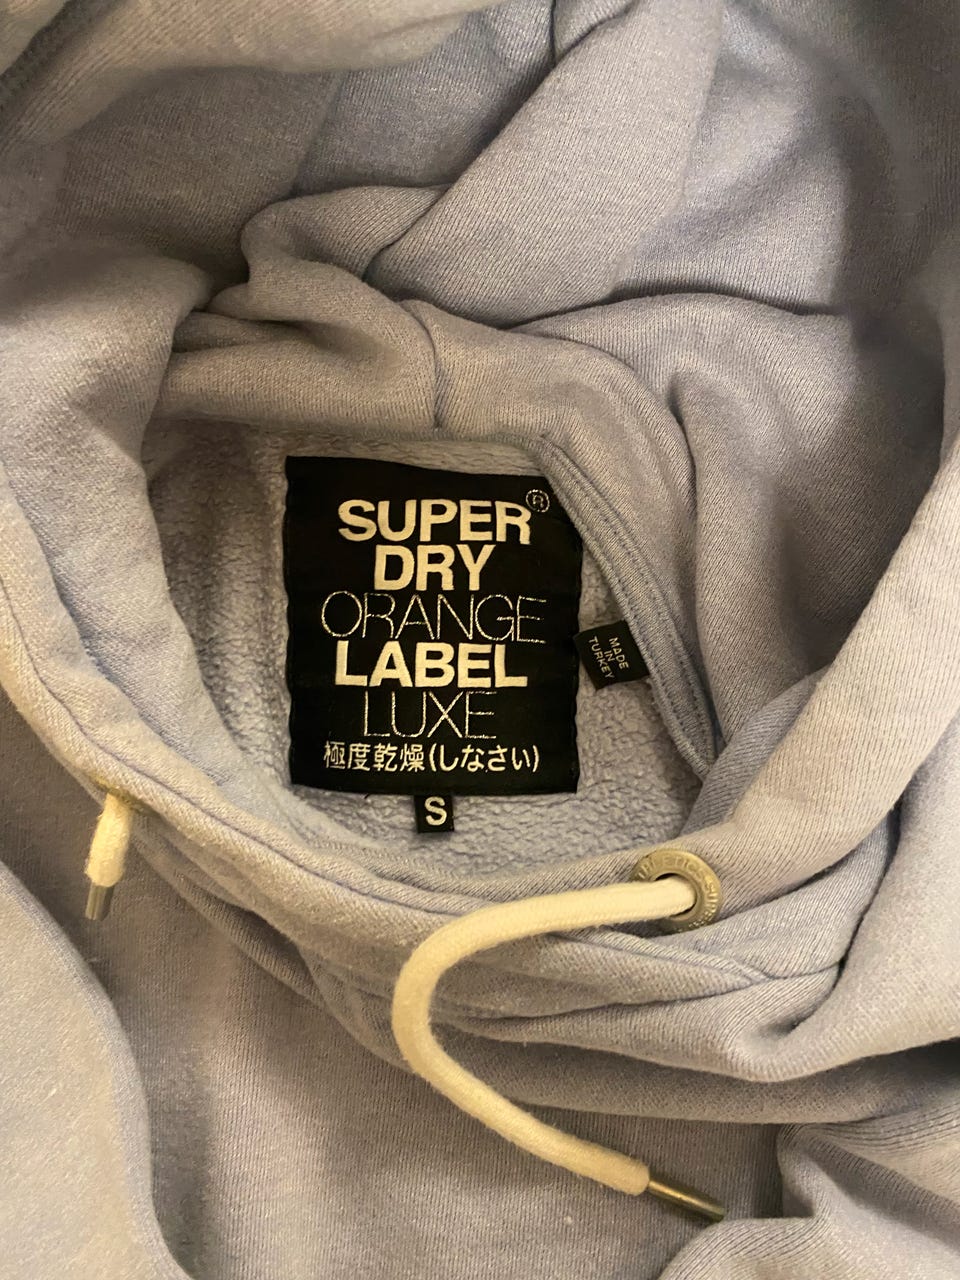 SUPER®
DRY
ORANGE
LABEL
LUXE
極度乾燥(しなさい)
S
MADE
IN
TURKEY